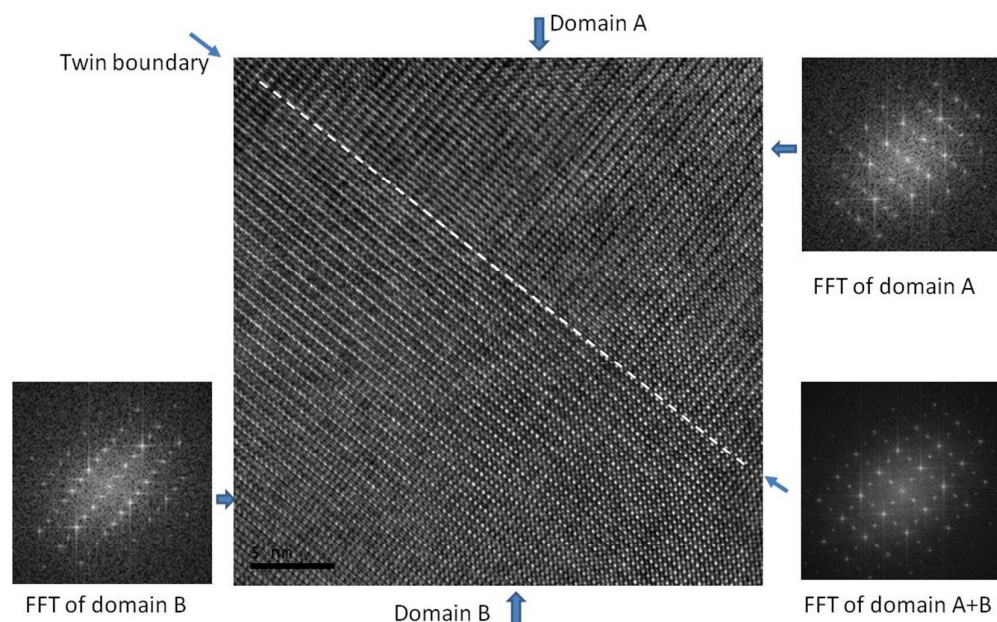 Domain A
Twin boundary
FFT of domain A
5 nm
FFT of domain B
Domain B
FFT of domain A+B